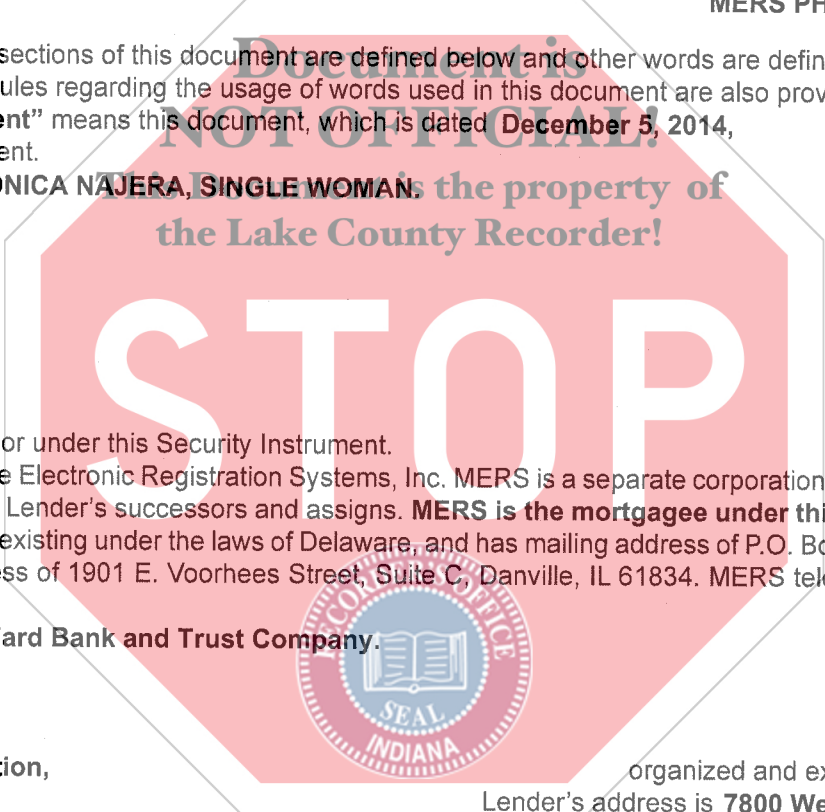 MERS PH
sections of this document are defined below and other words are defin
ules regarding the usage of words used in this document are also prov
ent” means this document, which is dated December 5, 2014,
ent.
NICA NAJERA, SINGLE WOMAN.
Document is
NOT OFFICIAL!
This Document is the property of
the Lake County Recorder!
STOP
or under this Security Instrument.
e Electronic Registration Systems, Inc. MERS is a separate corporation
Lender's successors and assigns. MERS is the mortgagee under thi
existing under the laws of Delaware, and has mailing address of P.O. Bo
ss of 1901 E. Voorhees Street, Suite C, Danville, IL 61834. MERS tele
ard Bank and Trust Company.
RECORDER'S OFFICE
SEAL
INDIANA
tion,
organized and ex
Lender's address is 7800 We